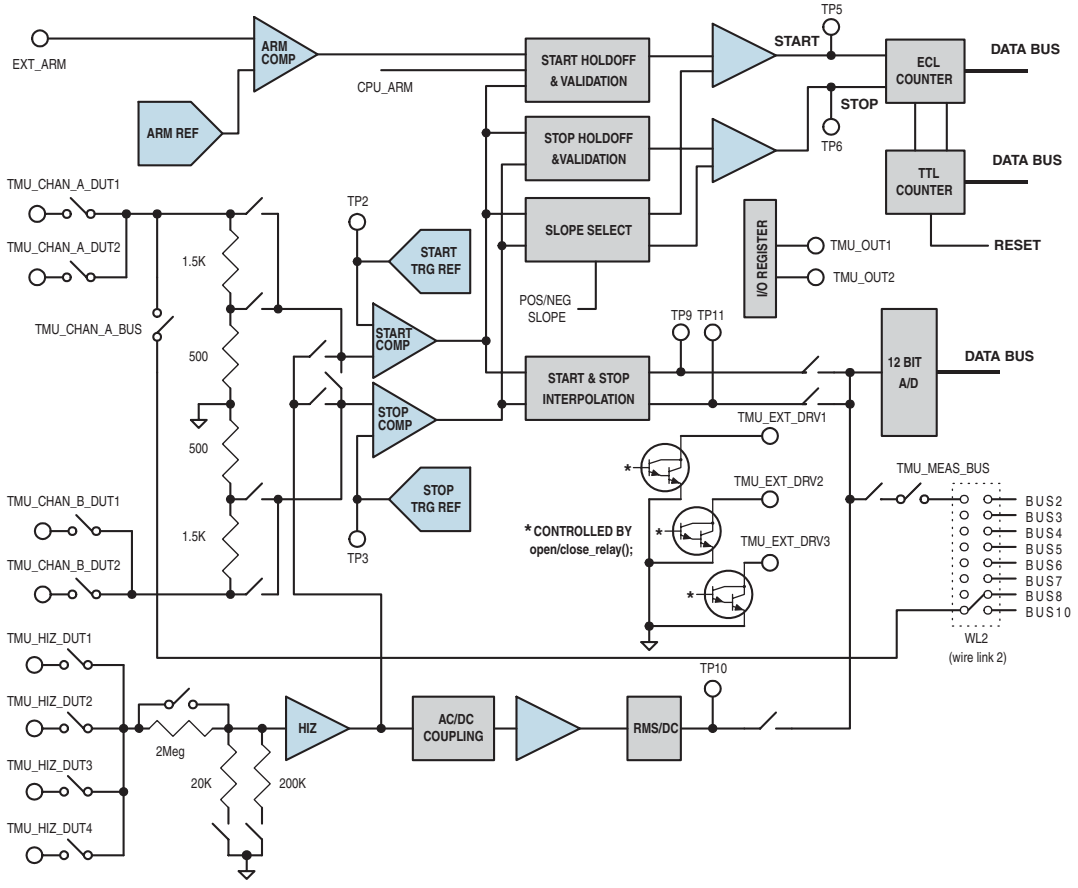 TP5
START
DATA BUS
EXT_ARM
ARM
COMP
CPU_ARM
START HOLDOFF
& VALIDATION
ECL
COUNTER
STOP
TP6
ARM REF
STOP HOLDOFF
&VALIDATION
TTL
COUNTER
DATA BUS
RESET
TMU_CHAN_A_DUT1
TMU_CHAN_A_DUT2
TP2
START
TRG REF
SLOPE SELECT
POS/NEG
SLOPE
I/O REGISTER
TMU_OUT1
TMU_OUT2
1.5K
TMU_CHAN_A_BUS
500
START
COMP
TP9
TP11
START & STOP
INTERPOLATION
12 BIT
A/D
DATA BUS
STOP
COMP
500
STOP
TRG REF
TP3
TMU_EXT_DRV1
*
TMU_EXT_DRV2
*
* CONTROLLED BY
open/close_relay();
TMU_EXT_DRV3
*
TMU_MEAS_BUS
BUS2
BUS3
BUS4
BUS5
BUS6
BUS7
BUS8
BUS10
WL2
(wire link 2)
TMU_CHAN_B_DUT1
TMU_CHAN_B_DUT2
1.5K
TMU_HIZ_DUT1
TMU_HIZ_DUT2
TMU_HIZ_DUT3
TMU_HIZ_DUT4
2Meg
20K
200K
HIZ
AC/DC
COUPLING
RMS/DC
TP10